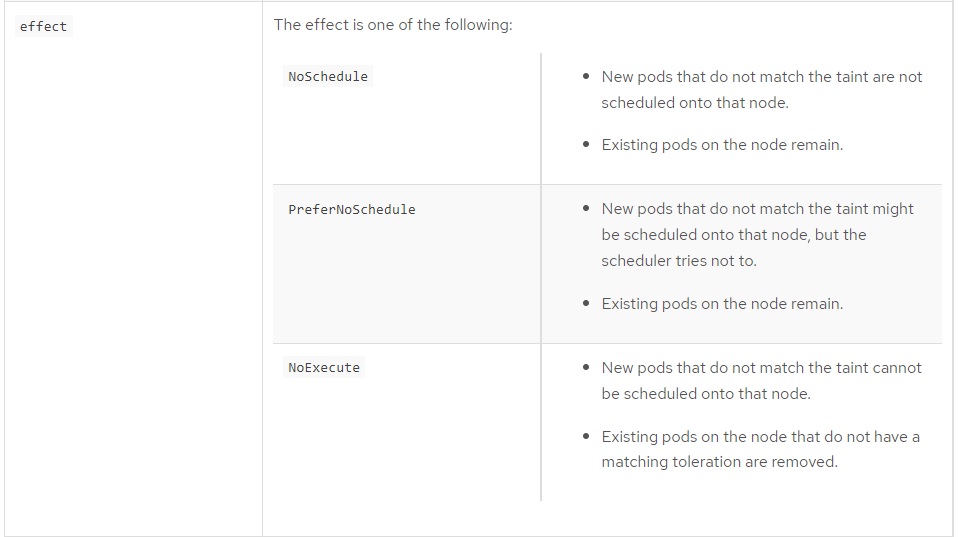 effect
The effect is one of the following:
NoSchedule
New pods that do not match the taint are not
scheduled onto that node.
Existing pods on the node remain.
PreferNoSchedule
New pods that do not match the taint might
be scheduled onto that node, but the
scheduler tries not to.
Existing pods on the node remain.
NoExecute
New pods that do not match the taint cannot
be scheduled onto that node.
Existing pods on the node that do not have a
matching toleration are removed.